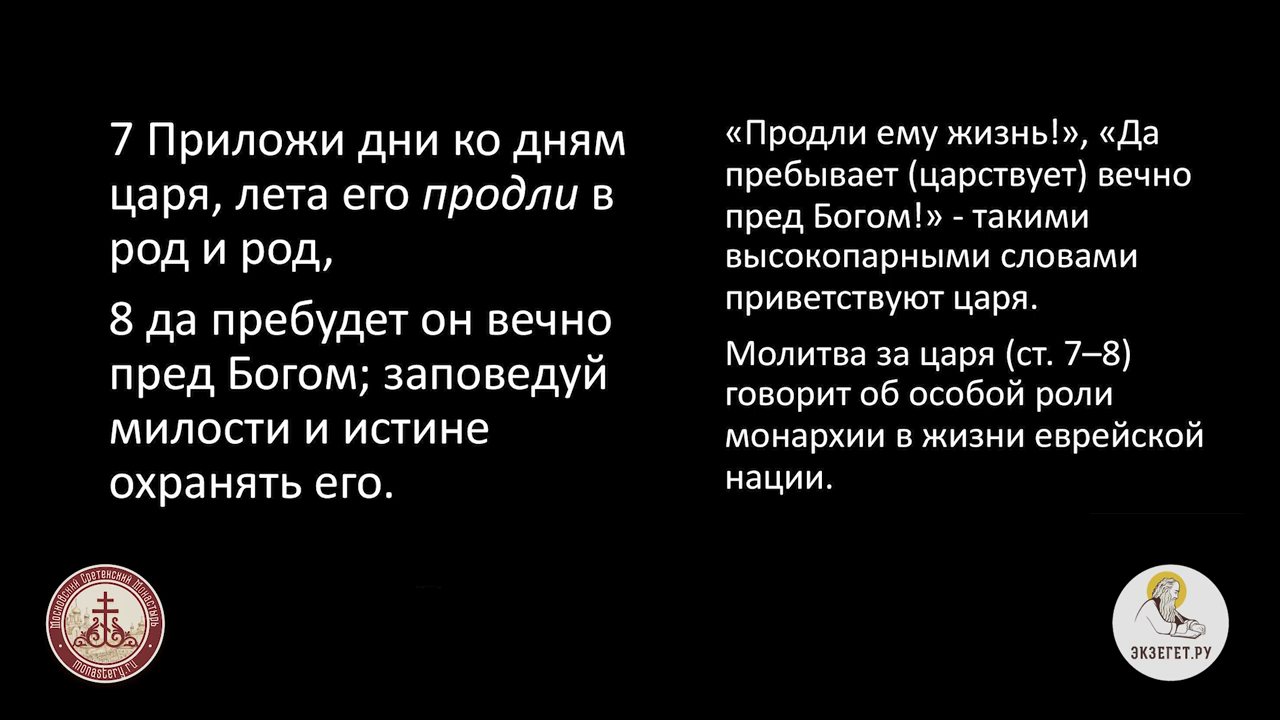 7 Приложи дни ко дням
царя, лета его продли в
род и род,
8 да пребудет он вечно
пред Богом; заповедуй
милости и истине
охранять его.
«Продли ему жизнь!», «Да
пребывает (царствует) вечно
пред Богом!» - такими
высокопарными словами
приветствуют царя.
Молитва за царя (ст. 7–8)
говорит об особой роли
монархии в жизни еврейской
нации.
Московский Сретенский Монастырь
monastery.ru
ЭКЗЕГЕТ.РУ